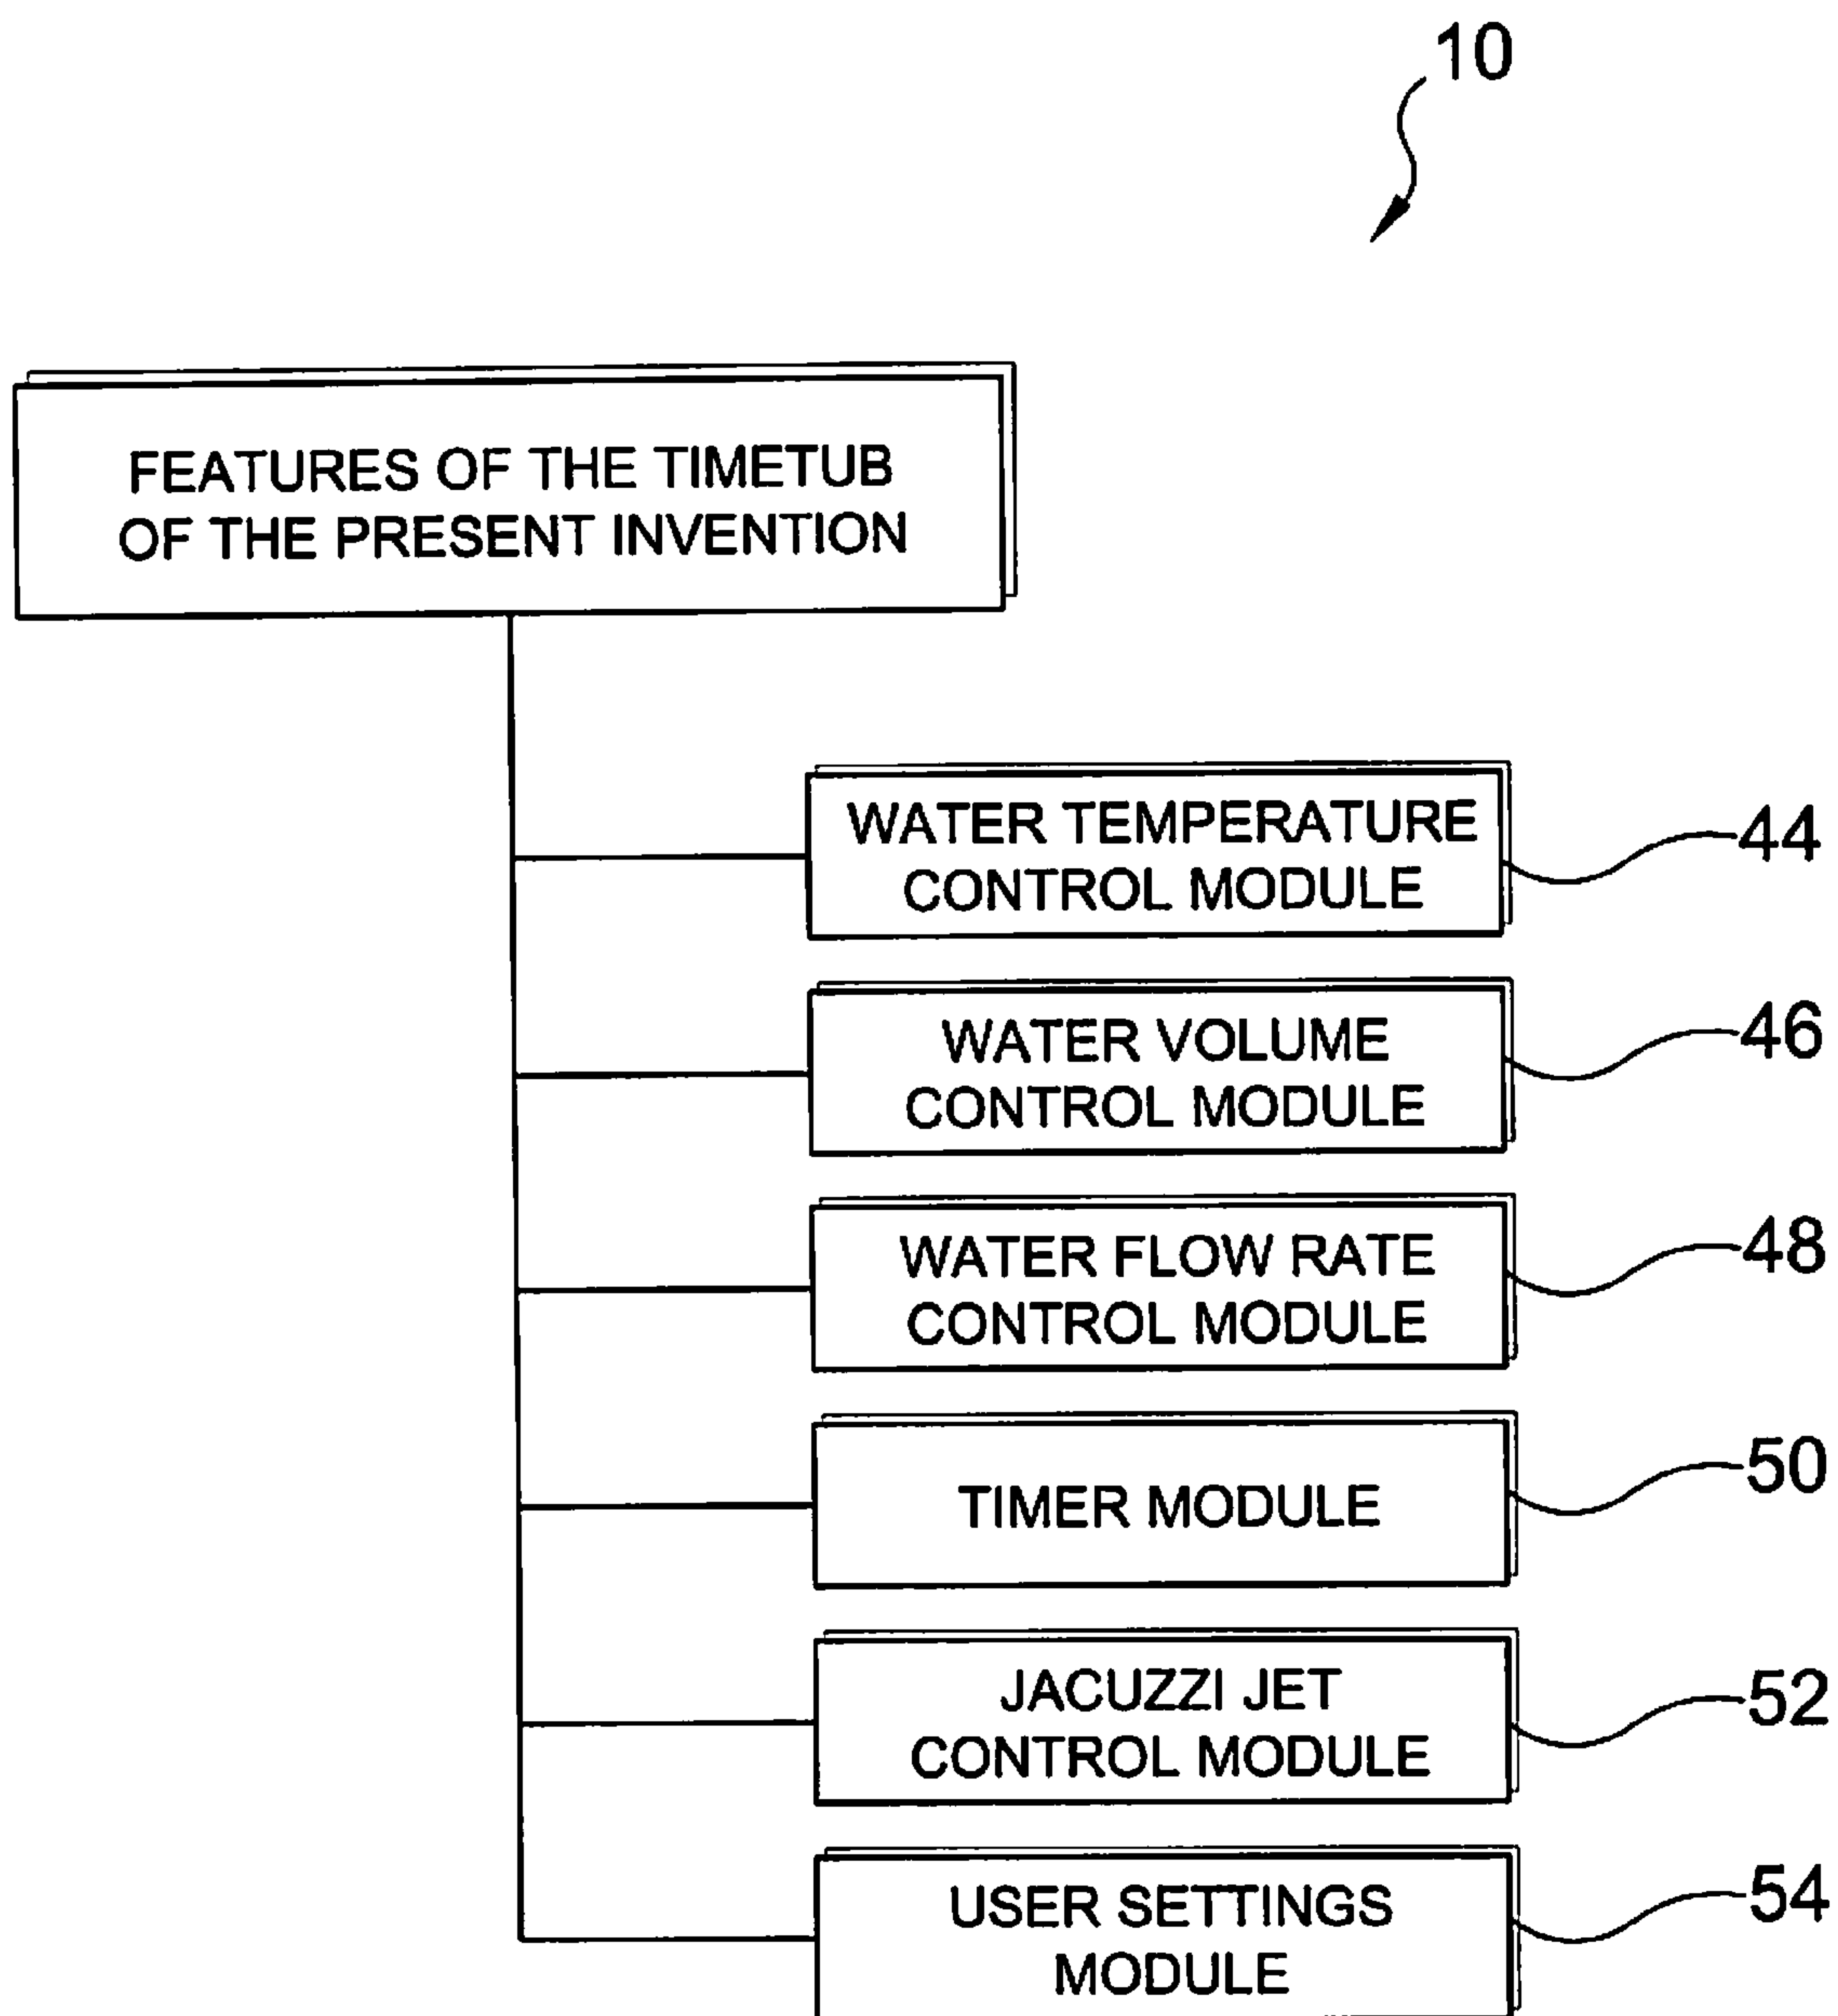 10
FEATURES OF THE TIMETUB
OF THE PRESENT INVENTION
WATER TEMPERATURE
CONTROL MODULE
44
WATER VOLUME
CONTROL MODULE
46
WATER FLOW RATE
CONTROL MODULE
48
TIMER MODULE
50
JACUZZI JET
CONTROL MODULE
52
USER SETTINGS
MODULE
54